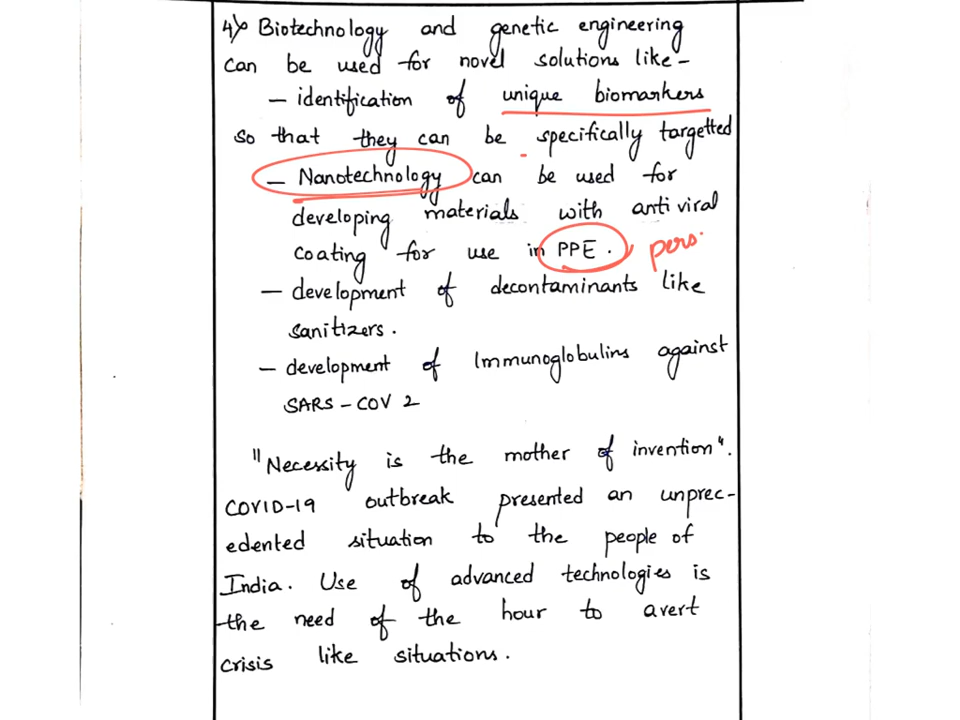 4) Biotechnology and genetic engineering
can be used for novel solutions like -
- identification of unique biomarkers
so that they can be specifically targetted
- Nanotechnology can be used for
developing materials with anti viral
coating for use in PPE. pers.
- development of decontaminants like
sanitizers.
- development of Immunoglobulins against
SARS-COV 2
"Necessity is the mother of invention".
COVID-19 outbreak presented an unprec-
edented situation to the people of
India. Use of advanced technologies is
the need of the hour to avert
crisis like situations.